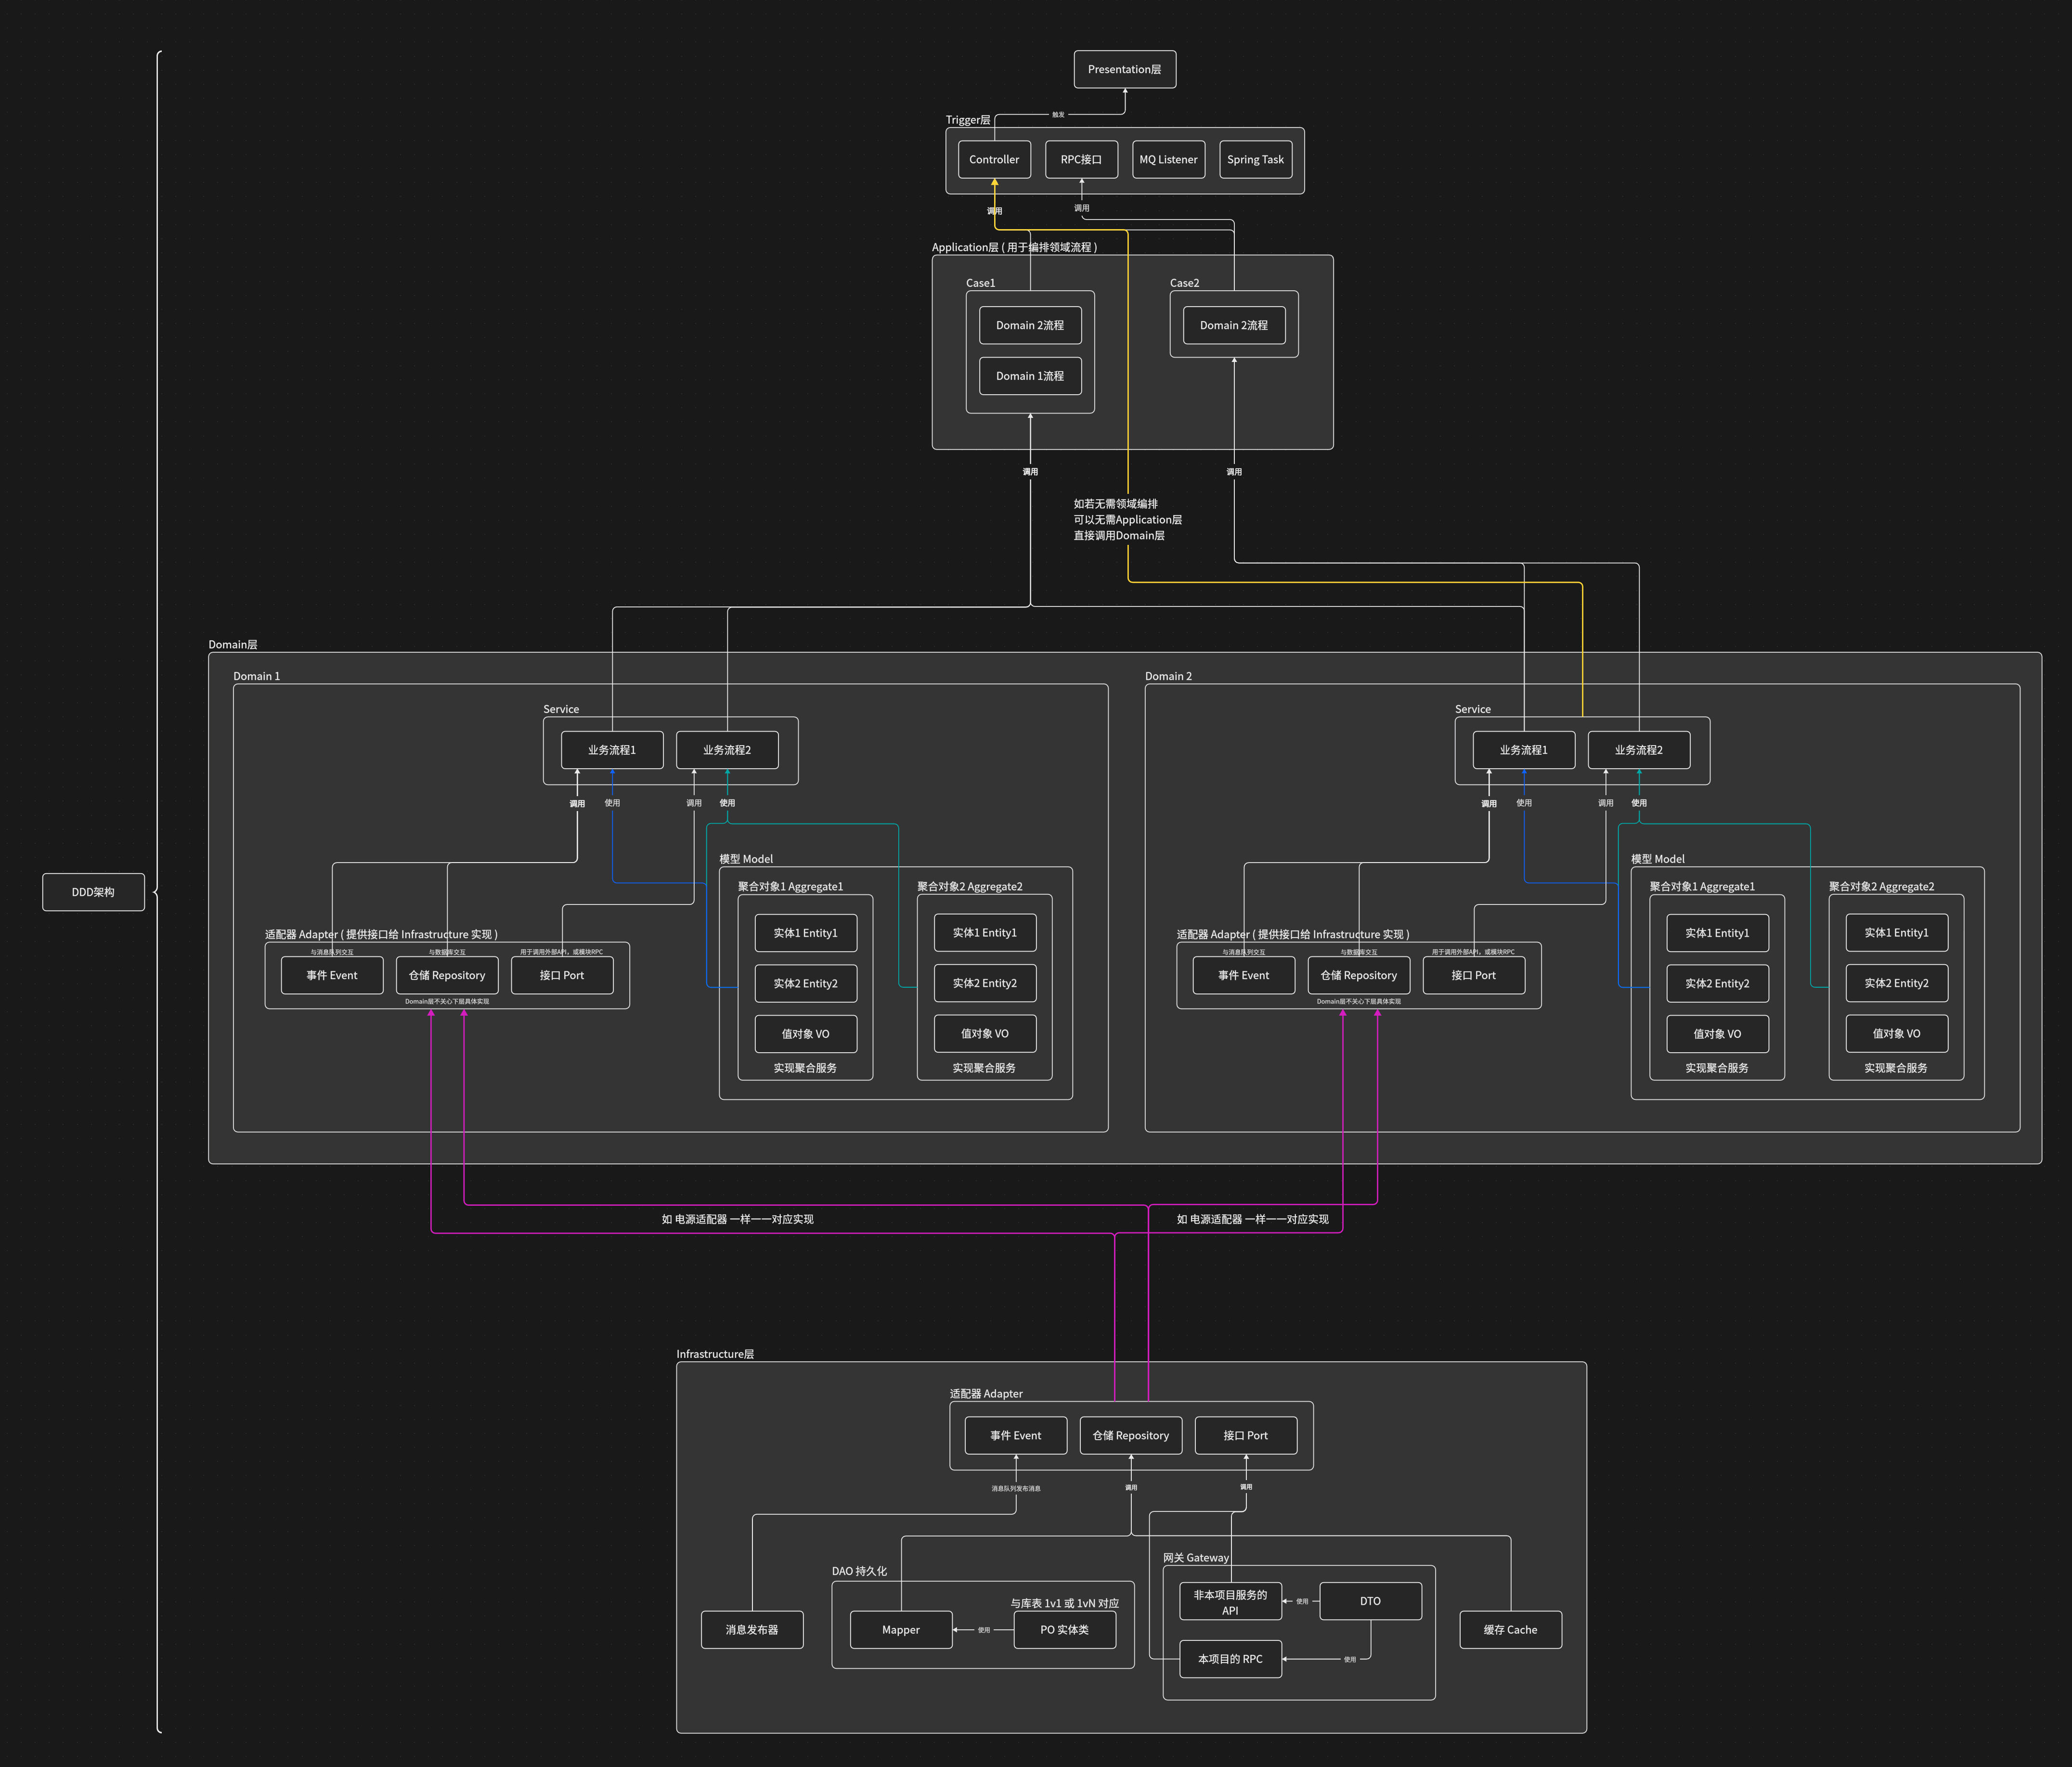 Presentation层
触发
Trigger层
Controller
RPC接口
MQ Listener
Spring Task
调用
调用
Application层 ( 用于编排领域流程 )
Case1
Domain 2流程
Domain 1流程
Case2
Domain 2流程
调用
调用
如若无需领域编排
可以无需Application层
直接调用Domain层
DDD架构
Domain层
Domain 1
Service
业务流程1
业务流程2
调用
使用
调用
使用
适配器 Adapter ( 提供接口给 Infrastructure 实现 )
与消息队列交互
与数据库交互
用于调用外部API，或模块RPC
事件 Event
仓储 Repository
接口 Port
Domain层不关心下层具体实现
模型 Model
聚合对象1 Aggregate1
实体1 Entity1
实体2 Entity2
值对象 VO
实现聚合服务
聚合对象2 Aggregate2
实体1 Entity1
实体2 Entity2
值对象 VO
实现聚合服务
Domain 2
Service
业务流程1
业务流程2
调用
使用
调用
使用
适配器 Adapter ( 提供接口给 Infrastructure 实现 )
与消息队列交互
与数据库交互
用于调用外部API，或模块RPC
事件 Event
仓储 Repository
接口 Port
Domain层不关心下层具体实现
模型 Model
聚合对象1 Aggregate1
实体1 Entity1
实体2 Entity2
值对象 VO
实现聚合服务
聚合对象2 Aggregate2
实体1 Entity1
实体2 Entity2
值对象 VO
实现聚合服务
如 电源适配器 一样一一对应实现
如 电源适配器 一样一一对应实现
Infrastructure层
适配器 Adapter
事件 Event
仓储 Repository
接口 Port
消息队列发布消息
调用
调用
消息发布器
DAO 持久化
与库表 1v1 或 1vN 对应
Mapper
使用
PO 实体类
网关 Gateway
非本项目服务的
API
使用
DTO
本项目的 RPC
使用
缓存 Cache